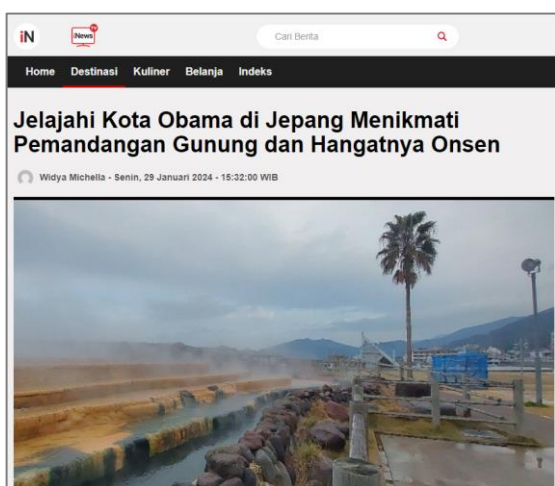 iN
iNews
TV
Cari Berita
Home Destinasi Kuliner Belanja Indeks
Jelajahi Kota Obama di Jepang Menikmati
Pemandangan Gunung dan Hangatnya Onsen
Widya Michella - Senin, 29 Januari 2024 - 15:32:00 WIB